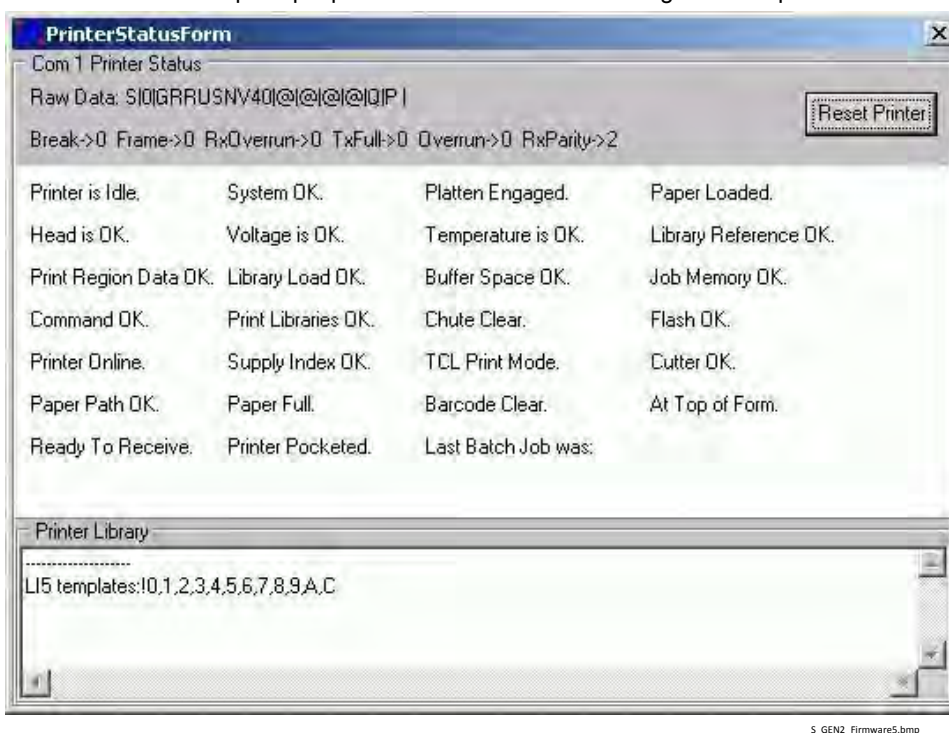 PrinterStatusForm
Com 1 Printer Status
Raw Data: S|0|GRRUSNV40|@|@|@|@|Q|P |
Reset Printer
Break->0 Frame->0 RxOverrun->0 TxFull->0 Overrun->0 RxParity->2
Printer is Idle. System OK. Platten Engaged. Paper Loaded.
Head is OK. Voltage is OK. Temperature is OK. Library Reference OK.
Print Region Data OK. Library Load OK. Buffer Space OK. Job Memory OK.
Command OK. Print Libraries OK. Chute Clear. Flash OK.
Printer Online. Supply Index OK. TCL Print Mode. Cutter OK.
Paper Path OK. Paper Full. Barcode Clear. At Top of Form.
Ready To Receive. Printer Pocketed. Last Batch Job was:
Printer Library
-------------------
LI5 templates:!0,1,2,3,4,5,6,7,8,9,A,C
S_GEN2_Firmware5.bmp